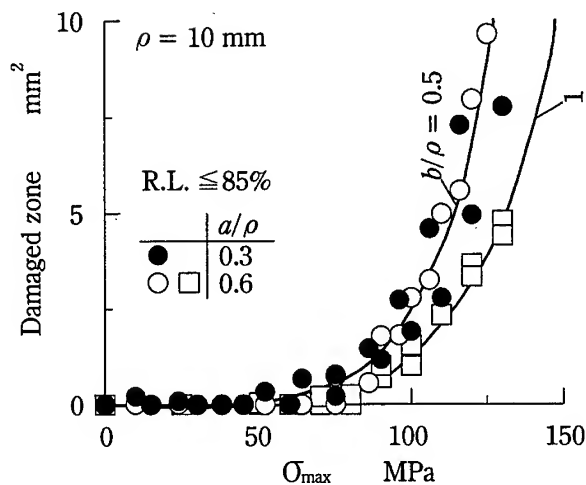 10
ρ = 10 mm
mm²
Damaged zone
R.L. ≦ 85%
a/ρ
0.3
0.6
5
0
b/ρ = 0.5
1
0
50
100
150
σmax MPa